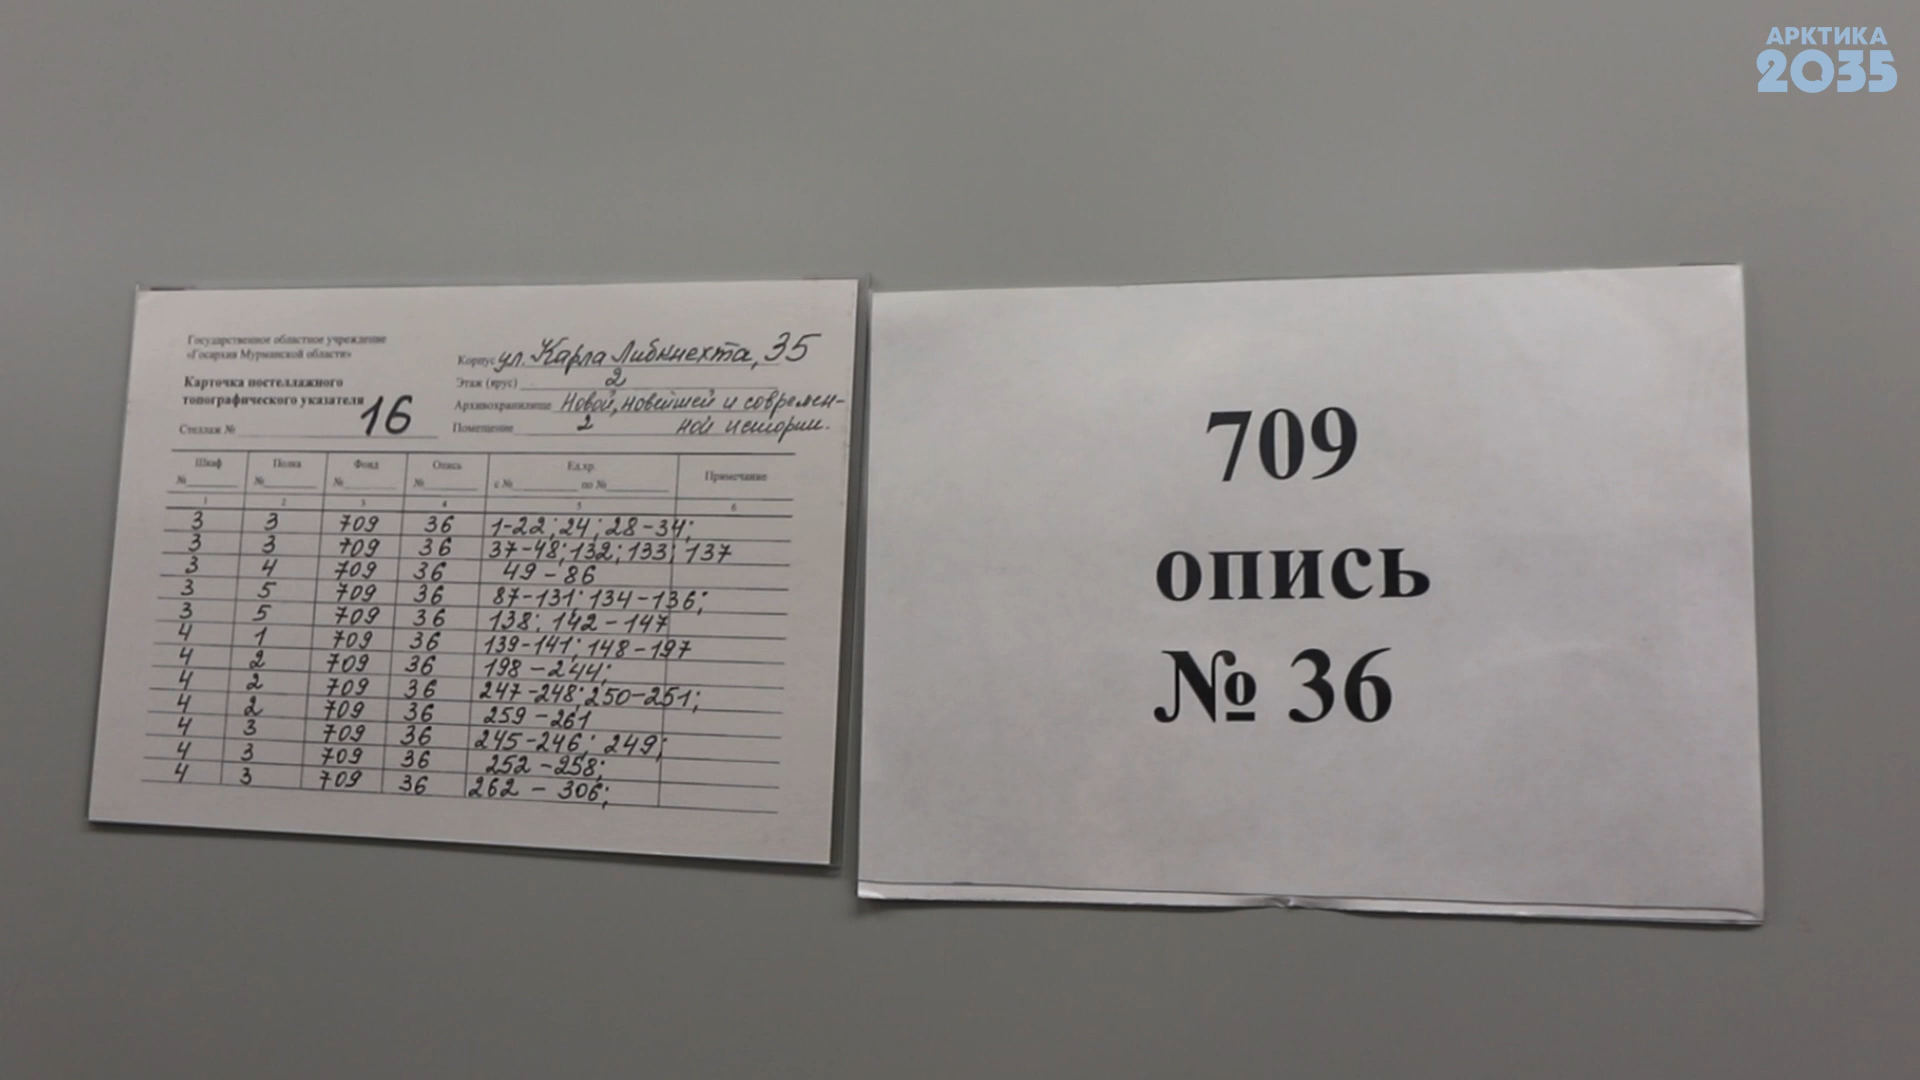 АРКТИКА
2035
Государственное областное учреждение
«Госархив Мурманской области»
Карточка постеллажного
топографического указателя
Стеллаж № 16
Корпус ул. Карла Либкнехта, 35
Этаж (ярус) 2
Архивохранилище Новой, новейшей и современ-
ной истории.
Помещение 2
Шкаф № Полка № Фонд № Опись № Ед.хр. с № по № Примечание
1 2 3 4 5 6
3 3 709 36 1-22; 24; 28-34;
3 3 709 36 37-48; 132; 133; 137
3 4 709 36 49-86
3 5 709 36 87-131; 134-136;
3 5 709 36 138; 142-147
4 1 709 36 139-141; 148-197
4 2 709 36 198-244;
4 2 709 36 247-248; 250-251;
4 2 709 36 259-261
4 3 709 36 245-246; 249;
4 3 709 36 252-258;
4 3 709 36 262-306;
709
опись
№ 36